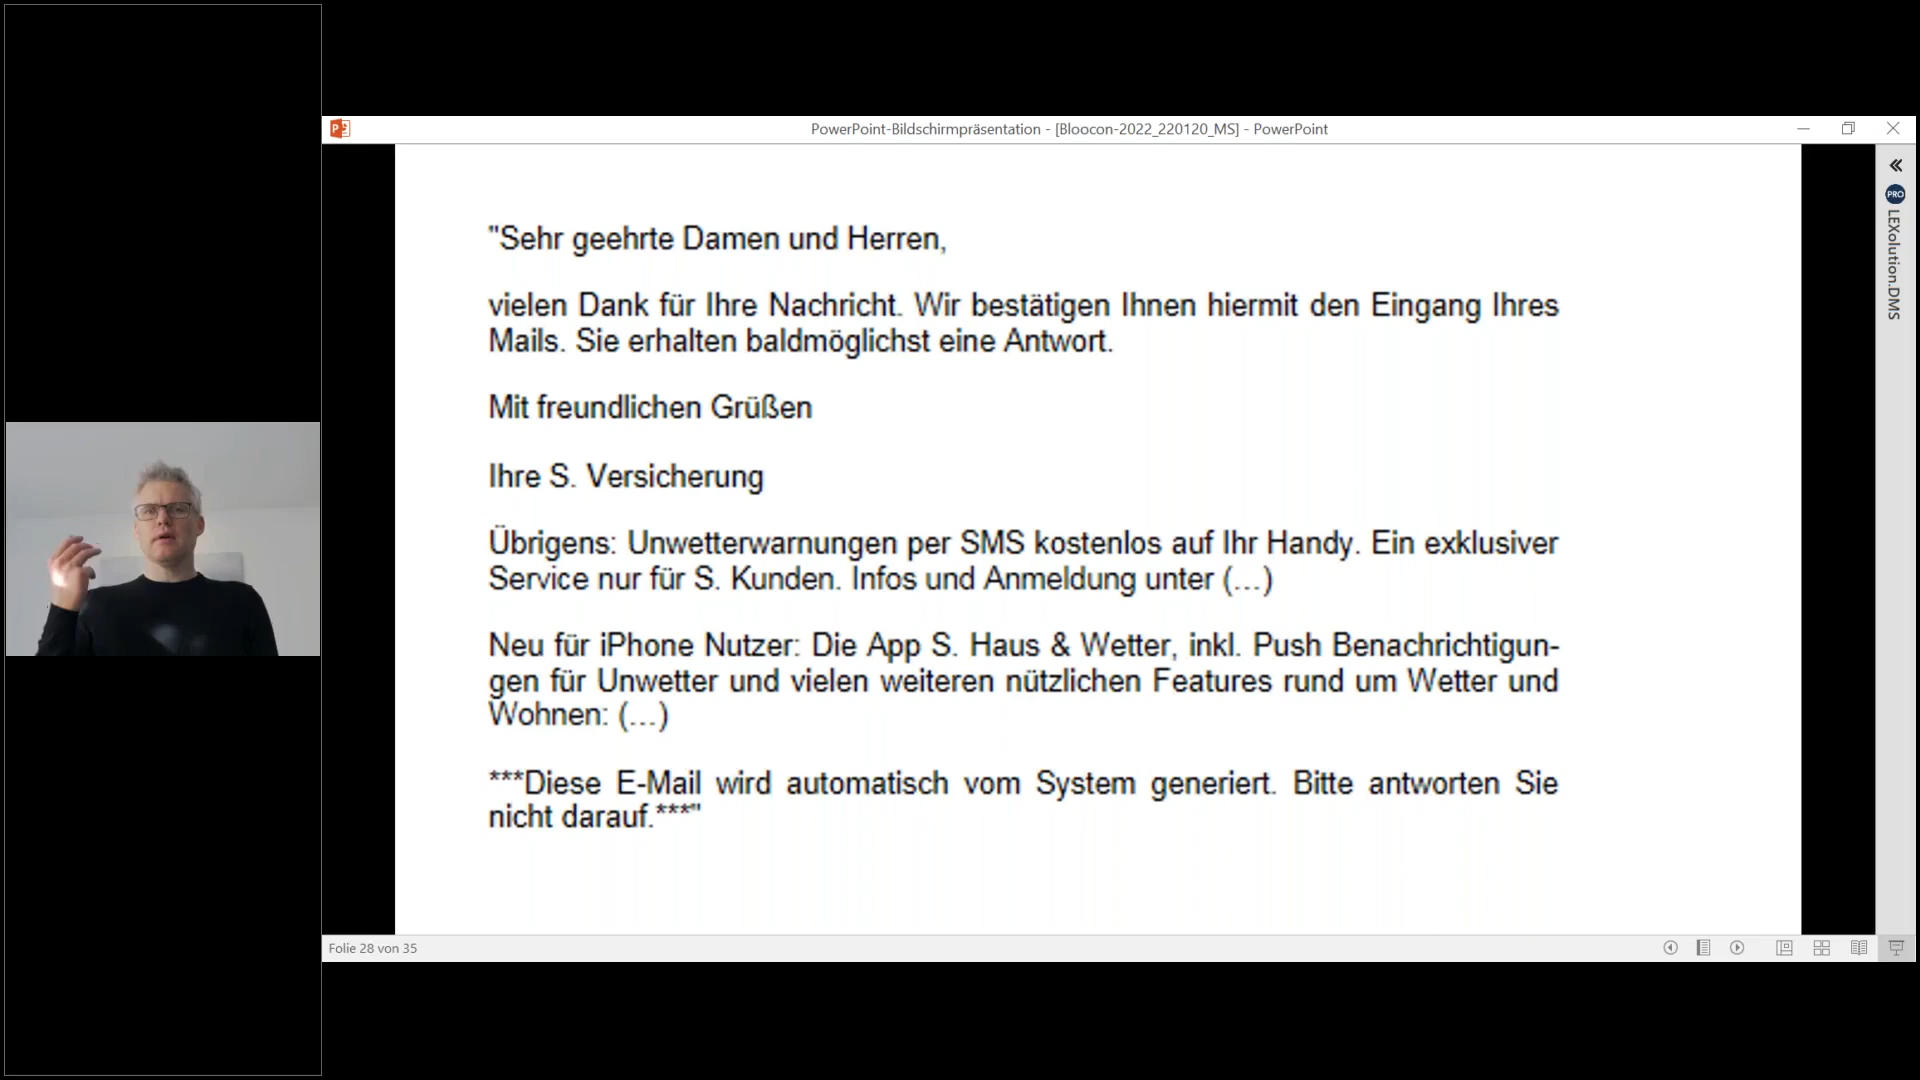 PowerPoint-Bildschirmpräsentation - [Bloocon-2022_220120_MS] - PowerPoint
PRO
LEXolution.DMS
"Sehr geehrte Damen und Herren,
vielen Dank für Ihre Nachricht. Wir bestätigen Ihnen hiermit den Eingang Ihres
Mails. Sie erhalten baldmöglichst eine Antwort.
Mit freundlichen Grüßen
Ihre S. Versicherung
Übrigens: Unwetterwarnungen per SMS kostenlos auf Ihr Handy. Ein exklusiver
Service nur für S. Kunden. Infos und Anmeldung unter (...)
Neu für iPhone Nutzer: Die App S. Haus & Wetter, inkl. Push Benachrichtigun-
gen für Unwetter und vielen weiteren nützlichen Features rund um Wetter und
Wohnen: (...)
***Diese E-Mail wird automatisch vom System generiert. Bitte antworten Sie
nicht darauf.***"
Folie 28 von 35